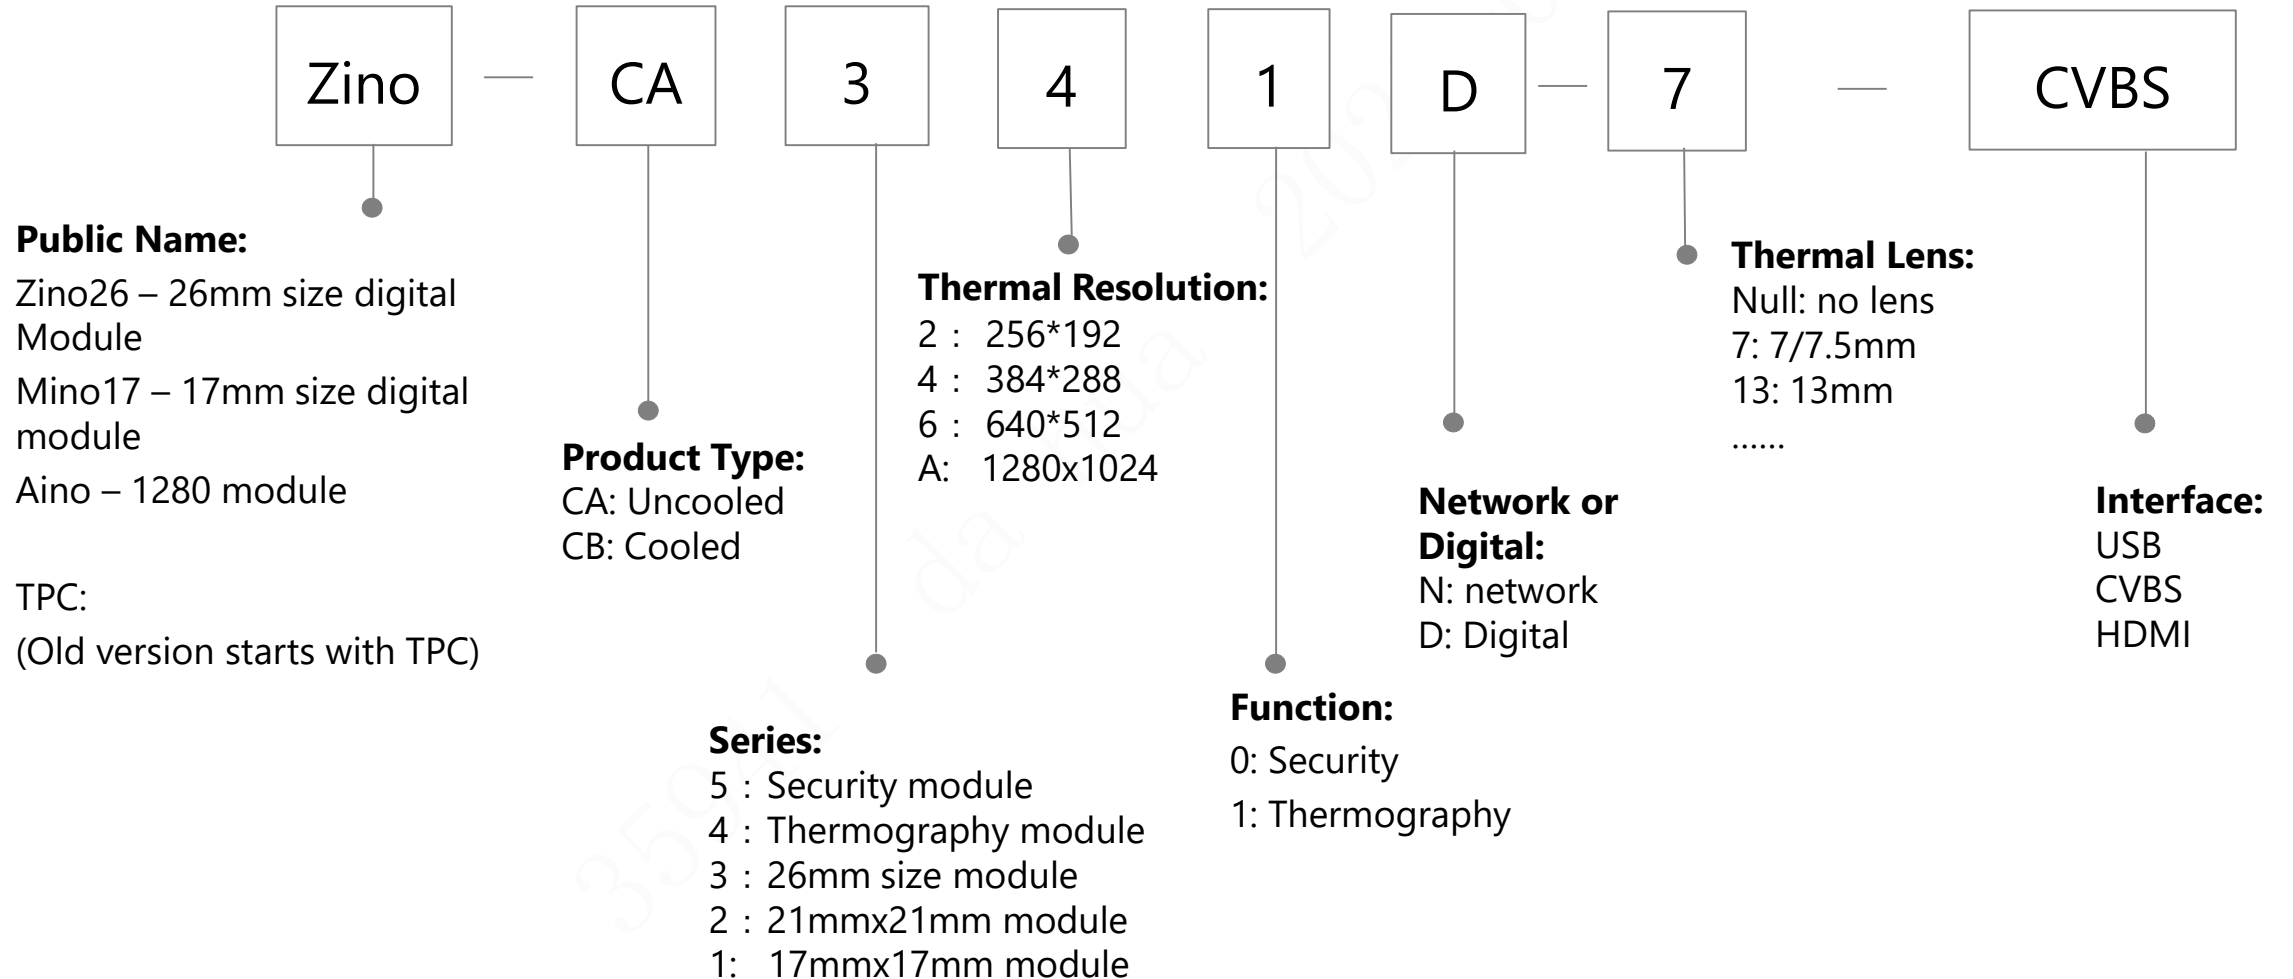 Zino — CA 3 4 1 D — 7 — CVBS
Public Name:
Zino26 – 26mm size digital
Module
Mino17 – 17mm size digital
module
Aino – 1280 module
TPC:
(Old version starts with TPC)
Product Type:
CA: Uncooled
CB: Cooled
Series:
5：Security module
4：Thermography module
3：26mm size module
2：21mmx21mm module
1: 17mmx17mm module
Thermal Resolution:
2： 256*192
4： 384*288
6： 640*512
A: 1280x1024
Function:
0: Security
1: Thermography
Network or
Digital:
N: network
D: Digital
Thermal Lens:
Null: no lens
7: 7/7.5mm
13: 13mm
......
Interface:
USB
CVBS
HDMI
35941